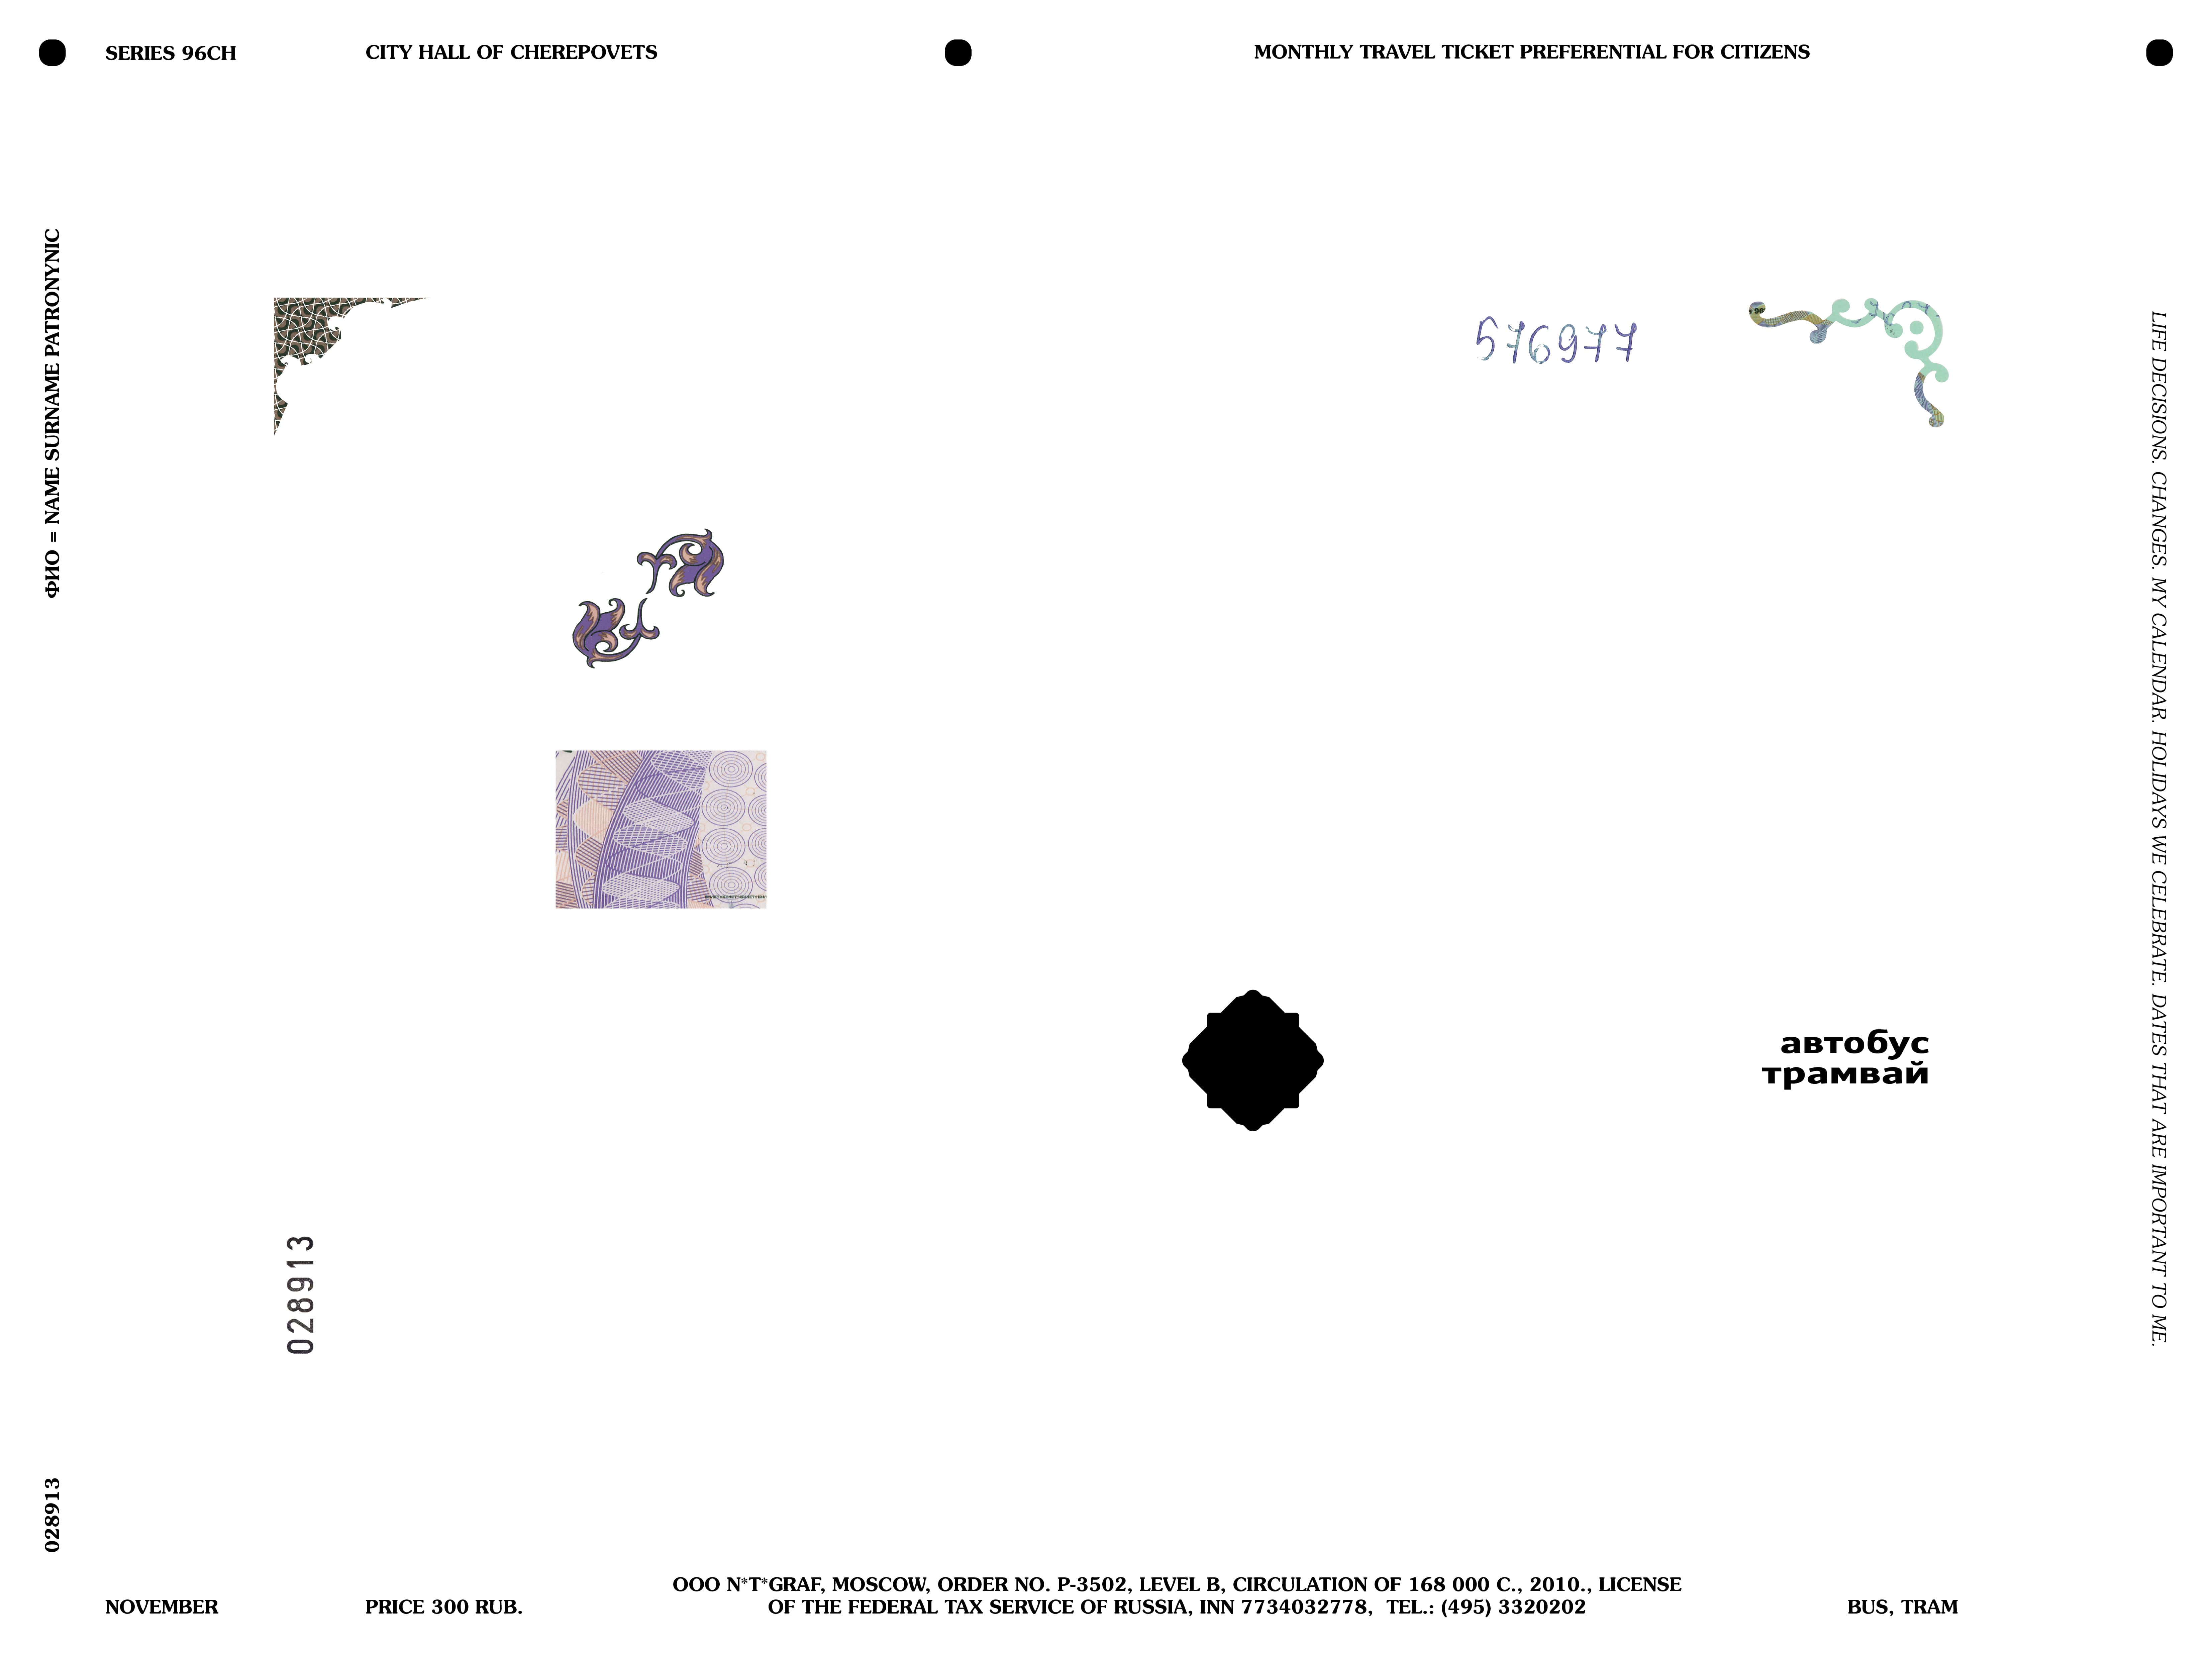 SERIES 96CH
CITY HALL OF CHEREPOVETS
MONTHLY TRAVEL TICKET PREFERENTIAL FOR CITIZENS
ФИО = NAME SURNAME PATRONYNIC
576977
96
LIFE DECISIONS. CHANGES. MY CALENDAR. HOLIDAYS WE CELEBRATE. DATES THAT ARE IMPORTANT TO ME.
автобус
трамвай
028913
028913
NOVEMBER
PRICE 300 RUB.
OOO N*T*GRAF, MOSCOW, ORDER NO. P-3502, LEVEL B, CIRCULATION OF 168 000 C., 2010., LICENSE
OF THE FEDERAL TAX SERVICE OF RUSSIA, INN 7734032778, TEL.: (495) 3320202
BUS, TRAM